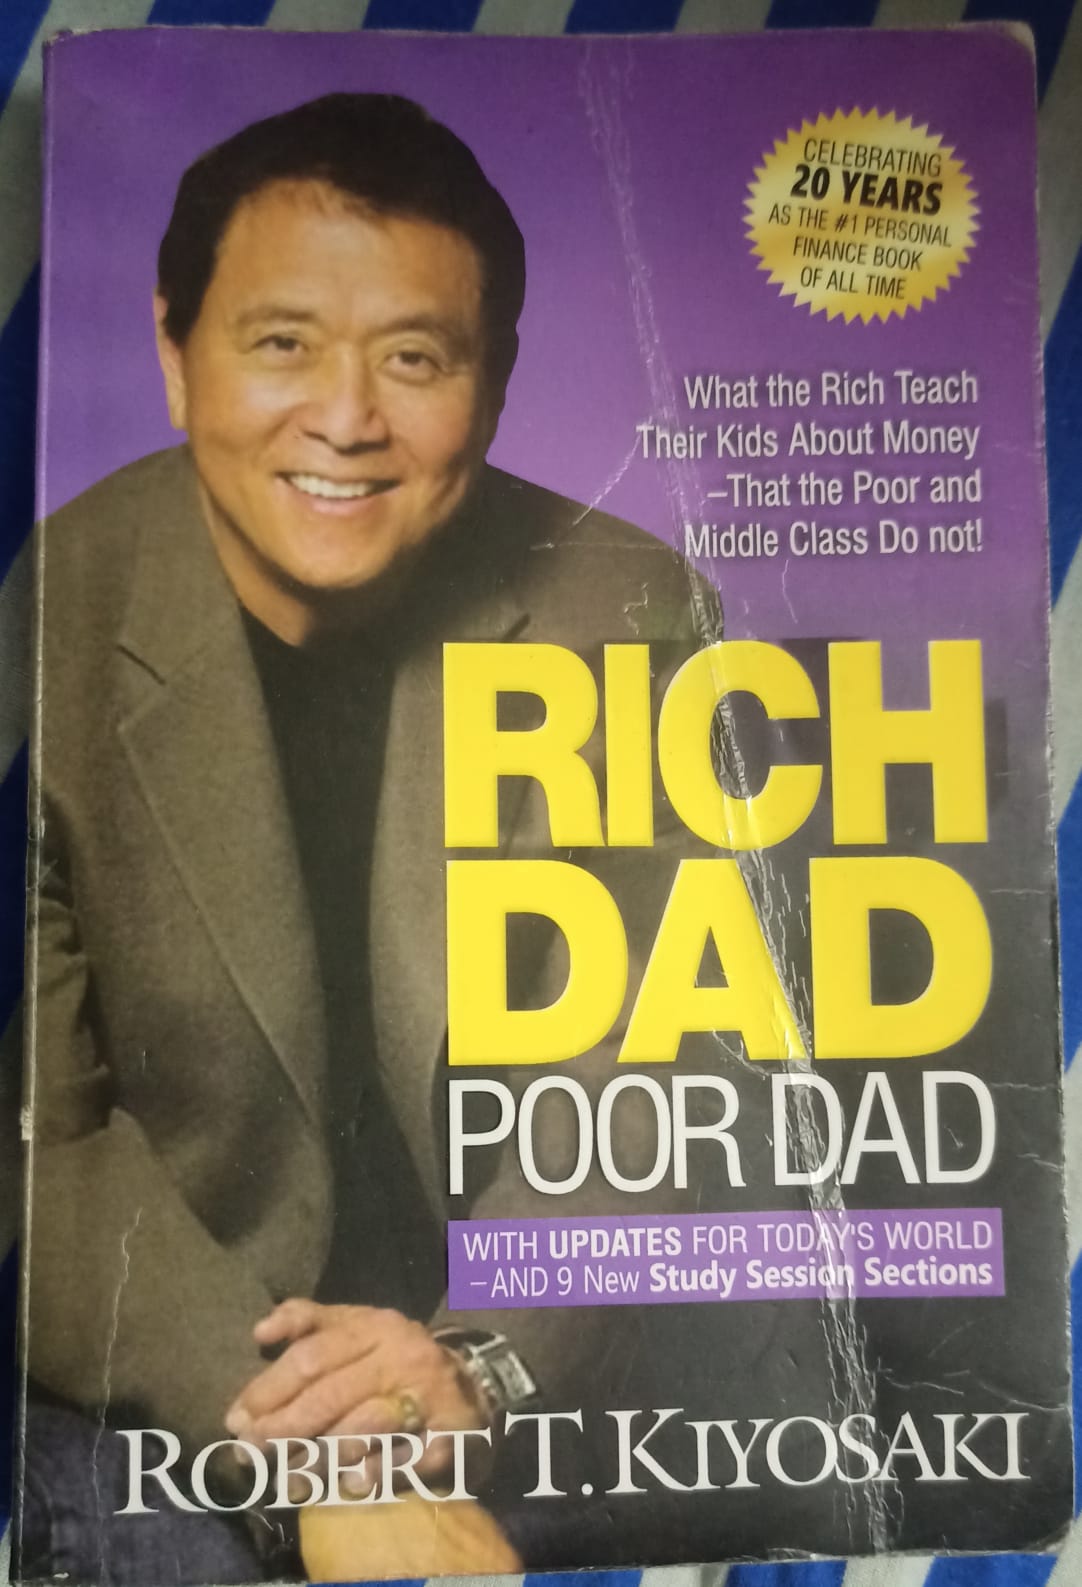 CELEBRATING
20 YEARS
AS THE #1 PERSONAL
FINANCE BOOK
OF ALL TIME
What the Rich Teach
Their Kids About Money
–That the Poor and
Middle Class Do not!
RICH
DAD
POOR DAD
WITH UPDATES FOR TODAY'S WORLD
–AND 9 New Study Session Sections
ROBERT T. KIYOSAKI